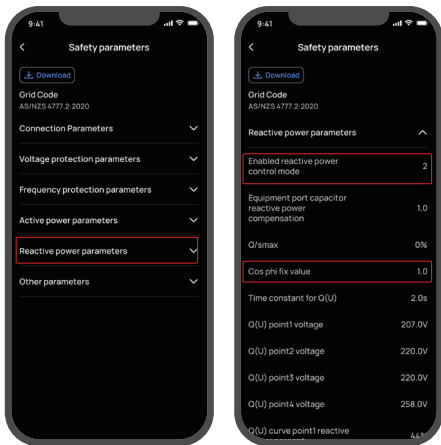 9:41
Safety parameters
Download
Grid Code
AS/NZS 4777.2:2020
Connection Parameters
Voltage protection parameters
Frequency protection parameters
Active power parameters
Reactive power parameters
Other parameters
9:41
Safety parameters
Download
Grid Code
AS/NZS 4777.2:2020
Reactive power parameters
Enabled reactive power
control mode
2
Equipment port capacitor
reactive power
compensation
1.0
Q/smax
0%
Cos phi fix value
1.0
Time constant for Q(U)
2.0s
Q(U) point1 voltage
207.0V
Q(U) point2 voltage
220.0V
Q(U) point3 voltage
220.0V
Q(U) point4 voltage
258.0V
Q(U) curve point1 reactive